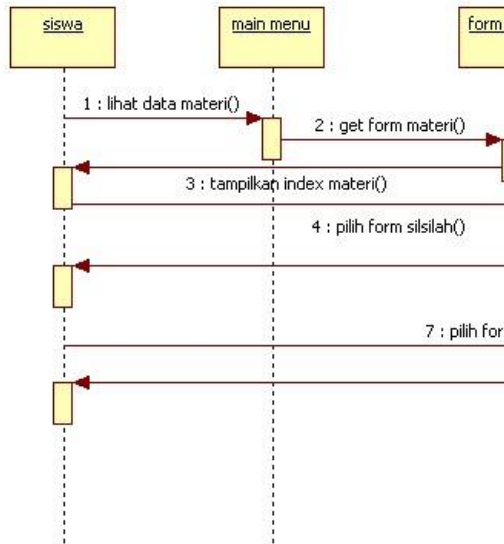 siswa
main menu
form
1 : lihat data materi()
2 : get form materi()
3 : tampilkan index materi()
4 : pilih form silsilah()
7 : pilih for